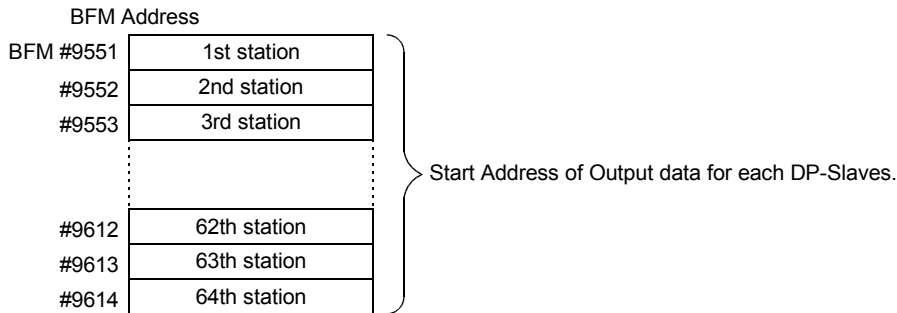 BFM Address
BFM #9551 1st station
#9552 2nd station
#9553 3rd station
Start Address of Output data for each DP-Slaves.
#9612 62th station
#9613 63th station
#9614 64th station